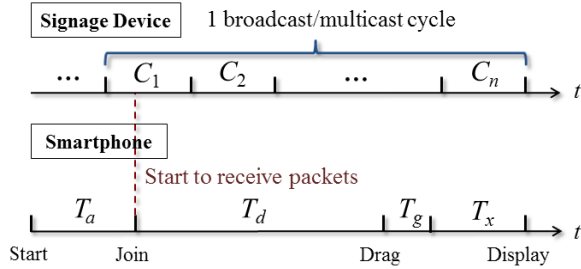 Signage Device
1 broadcast/multicast cycle
... C1 C2 ... Cn
t
Smartphone
Start to receive packets
Ta Td Tg Tx
t
Start Join Drag Display